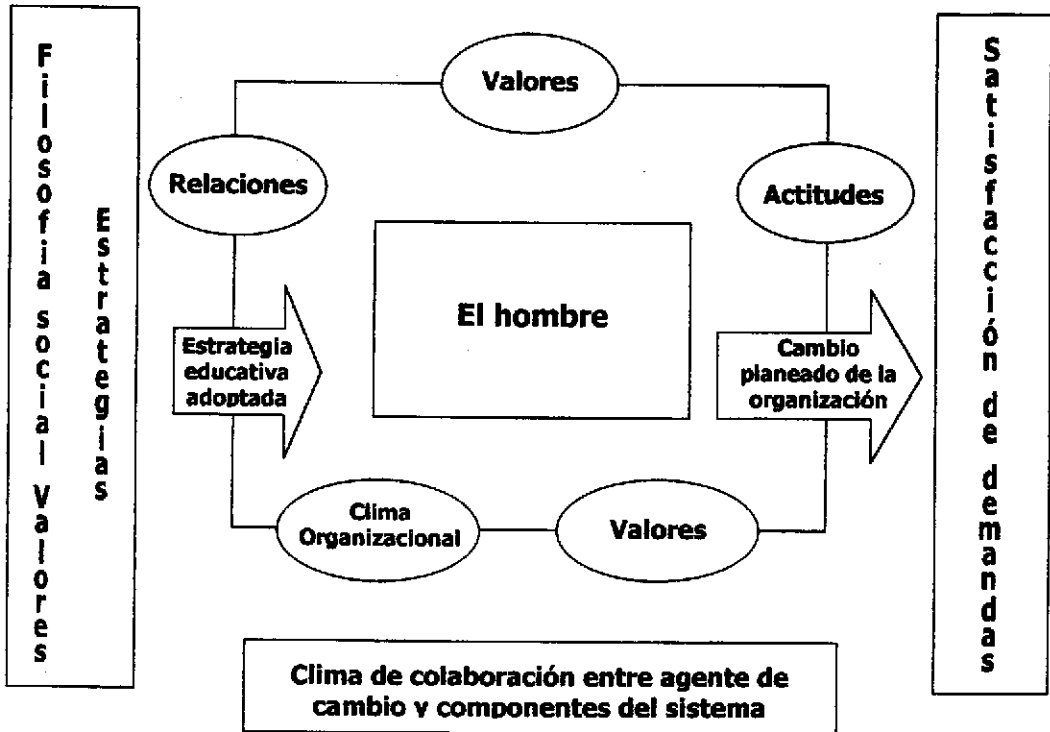 Filosofia social Valores
Estrategias
Valores
Relaciones
Actitudes
El hombre
Estrategia
educativa
adoptada
Cambio
planeado de la
organización
Clima
Organizacional
Valores
Clima de colaboración entre agente de
cambio y componentes del sistema
Satisfacción de demandas